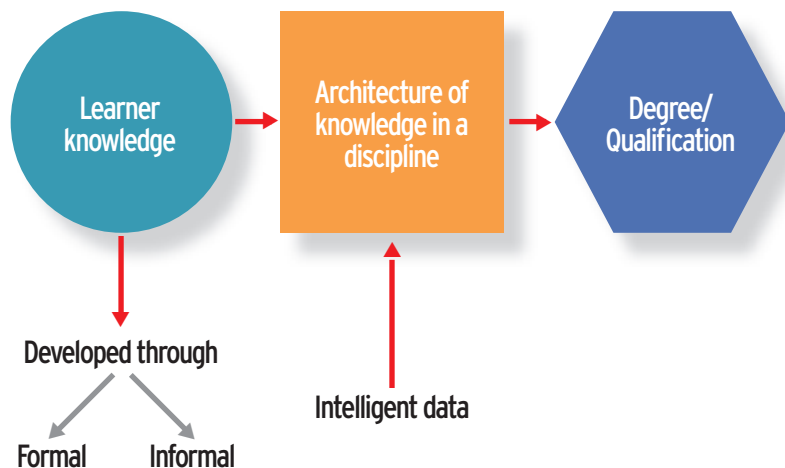 Learner
knowledge
Architecture of
knowledge in a
discipline
Degree/
Qualification
Developed through
Formal
Informal
Intelligent data